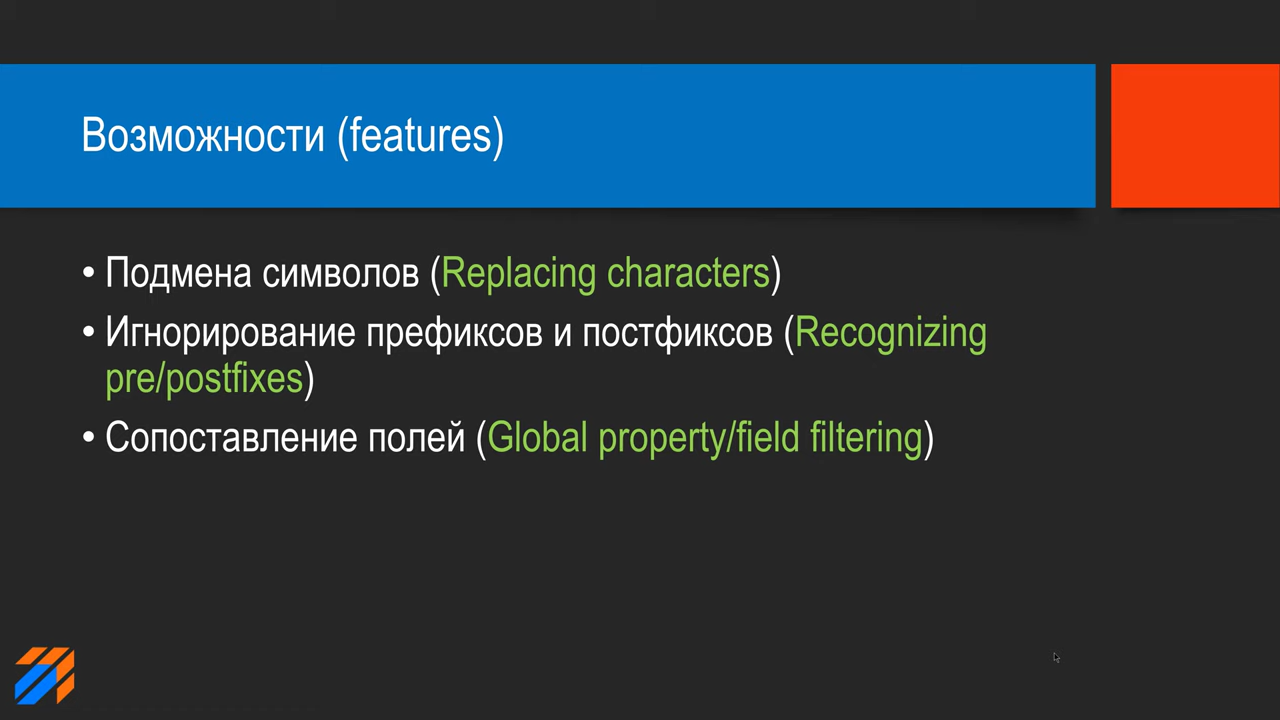 Возможности (features)
• Подмена символов (Replacing characters)
• Игнорирование префиксов и постфиксов (Recognizing
pre/postfixes)
• Сопоставление полей (Global property/field filtering)